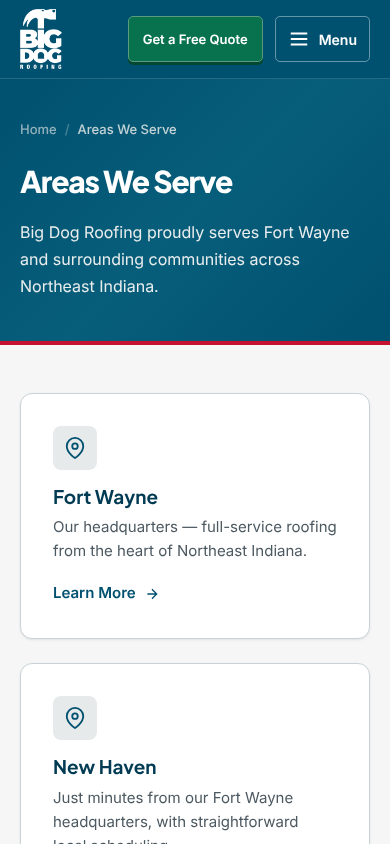 BIG
DOG
ROOFING
Get a Free Quote
Menu
Home / Areas We Serve
Areas We Serve
Big Dog Roofing proudly serves Fort Wayne
and surrounding communities across
Northeast Indiana.
Fort Wayne
Our headquarters — full-service roofing
from the heart of Northeast Indiana.
Learn More →
New Haven
Just minutes from our Fort Wayne
headquarters, with straightforward
local scheduling.